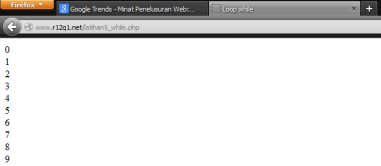 Firefox
Google Trends - Minat Penelusuran Web:...
Loop while
www.r12q1.net/latihan5_while.php
0
1
2
3
4
5
6
7
8
9